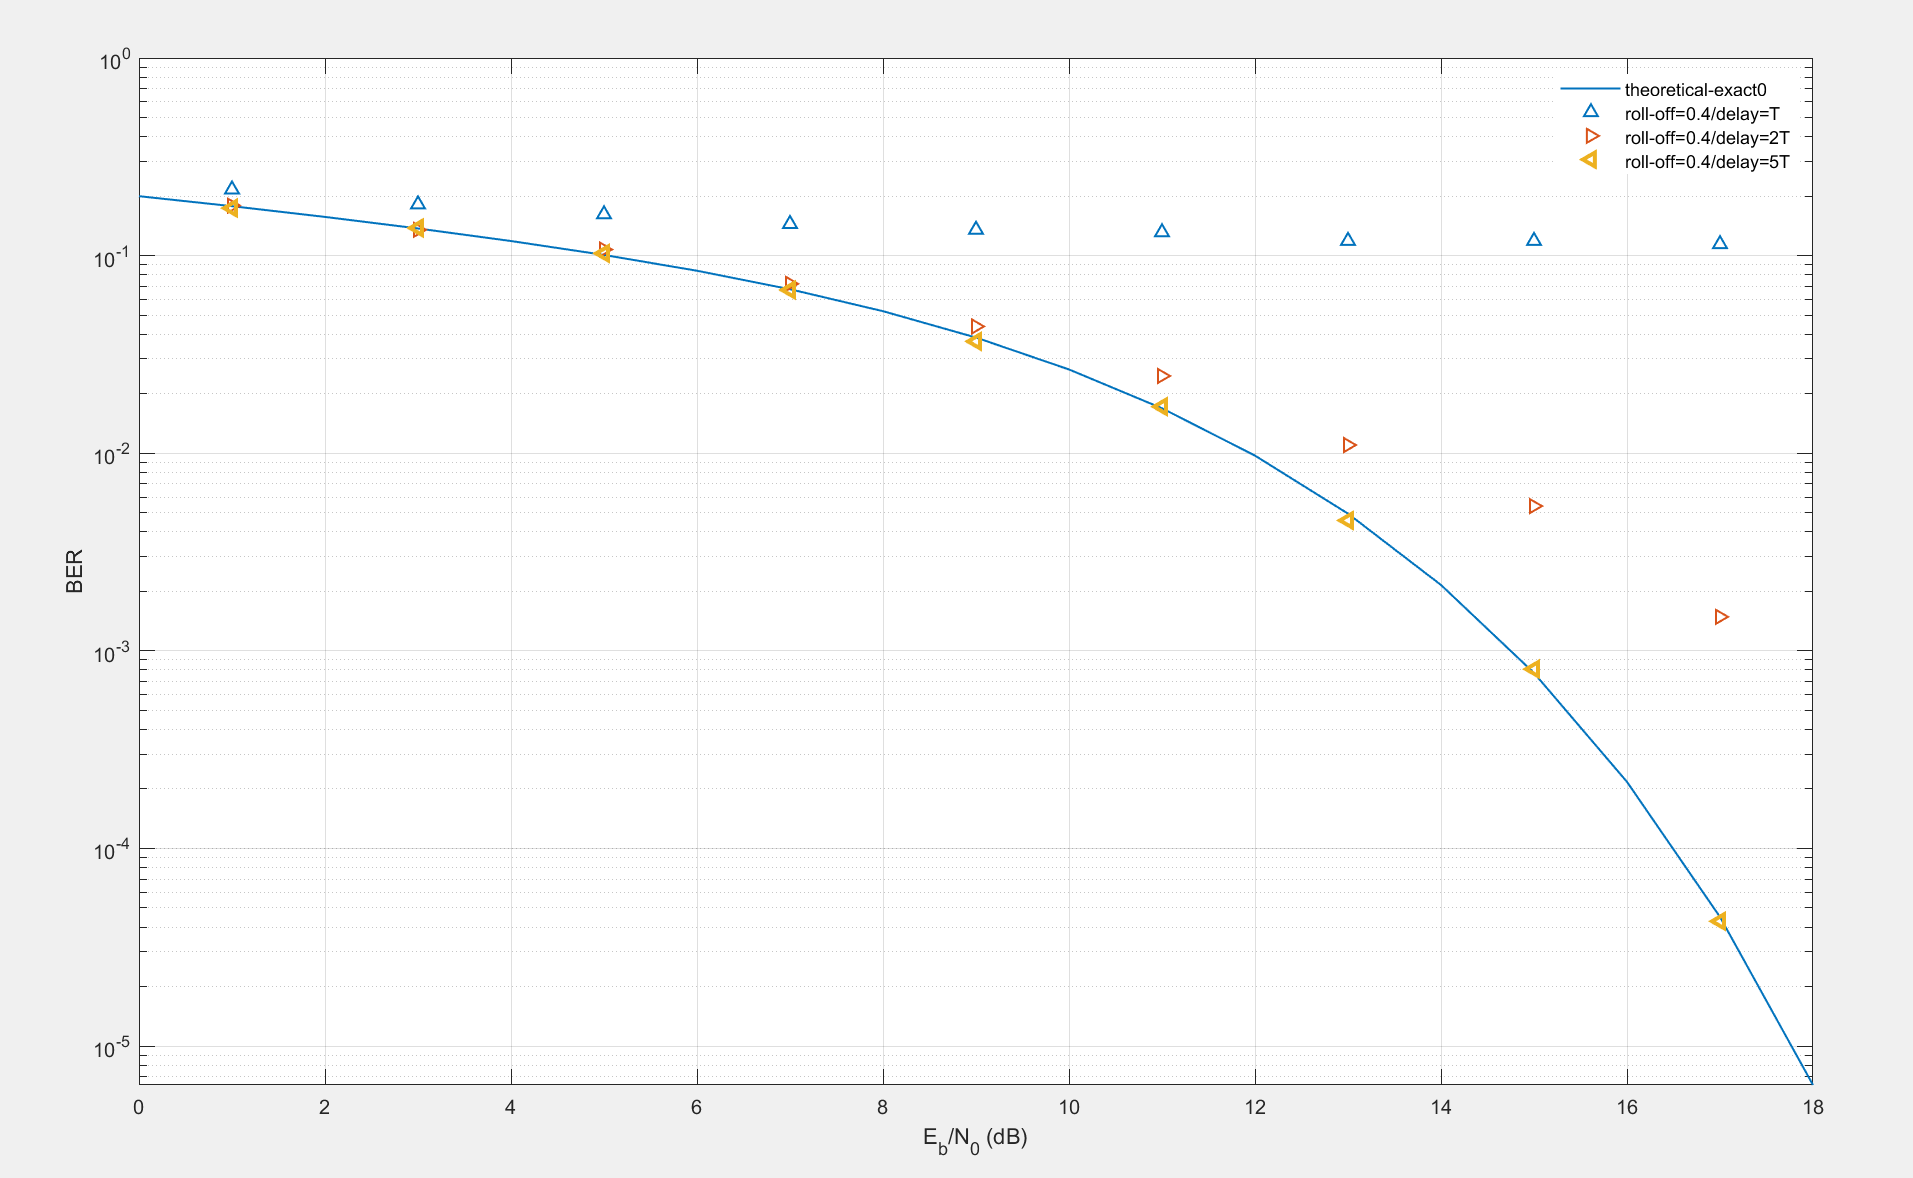 10^0
10^-1
10^-2
10^-3
10^-4
10^-5
BER
0 2 4 6 8 10 12 14 16 18
E_b/N_0 (dB)
theoretical-exact0
roll-off=0.4/delay=T
roll-off=0.4/delay=2T
roll-off=0.4/delay=5T